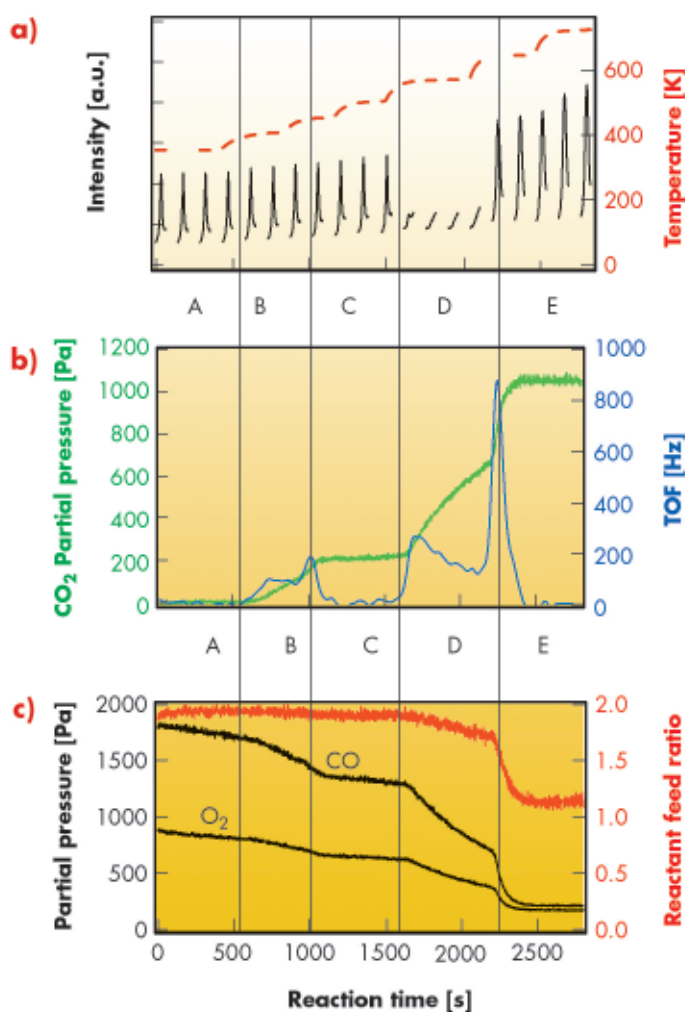 a)
Intensity [a.u.]
600
400
200
0
Temperature [K]
A B C D E
b)
CO₂ Partial pressure [Pa]
1200
1000
800
600
400
200
0
1000
800
600
400
200
0
TOF [Hz]
A B C D E
c)
Partial pressure [Pa]
2000
1500
1000
500
0
CO
O₂
2.0
1.5
1.0
0.5
0.0
Reactant feed ratio
0 500 1000 1500 2000 2500
Reaction time [s]